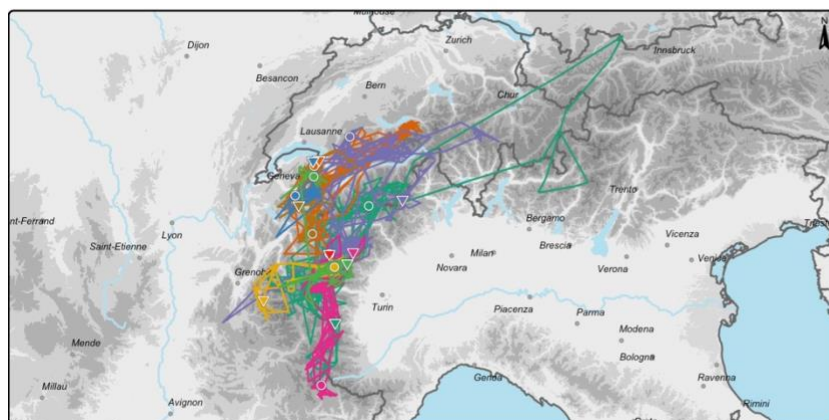 Mulhouse
N
Zurich
Dijon
Innsbruck
Besancon
Bern
Chur
Lausanne
Geneva
Trento
nt-Ferrand
Lyon
Bergamo
Vicenza
Saint-Etienne
Milan
Brescia
Venice
Grenob
Novara
Verona
Turin
Piacenza
Parma
Mende
Modena
Bologna
Genoa
Ravenna
Millau
Avignon
Rimini